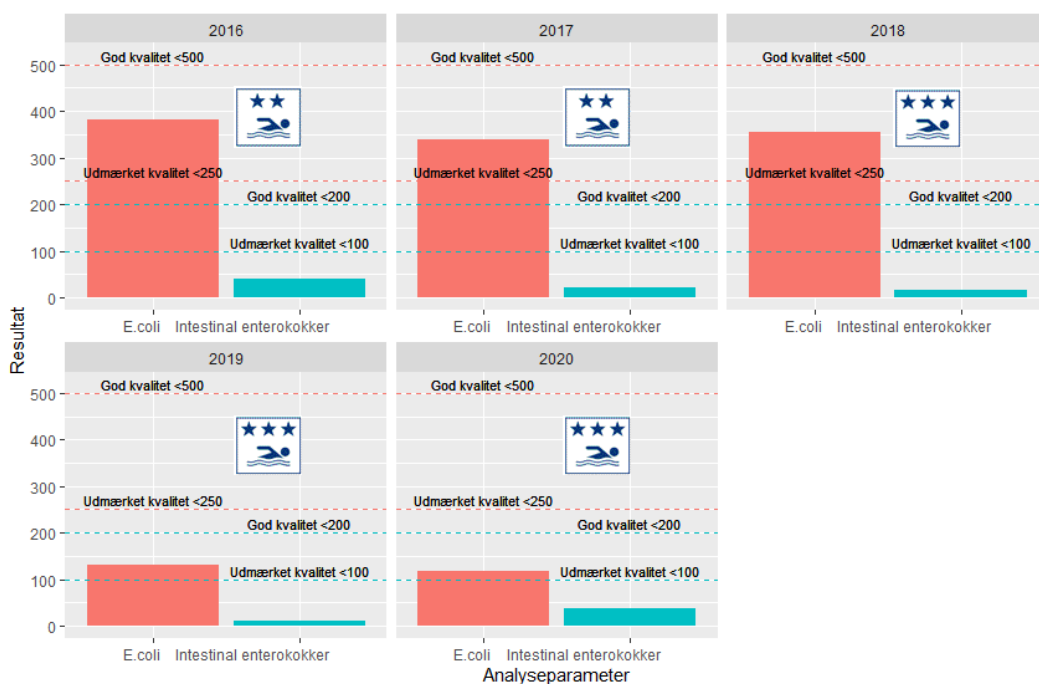 2016
God kvalitet <500
Udmærket kvalitet <250
God kvalitet <200
Udmærket kvalitet <100
500
400
300
200
100
0
E.coli
Intestinal enterokokker
2017
God kvalitet <500
Udmærket kvalitet <250
God kvalitet <200
Udmærket kvalitet <100
E.coli
Intestinal enterokokker
2018
God kvalitet <500
Udmærket kvalitet <250
God kvalitet <200
Udmærket kvalitet <100
E.coli
Intestinal enterokokker
Resultat
2019
God kvalitet <500
Udmærket kvalitet <250
God kvalitet <200
Udmærket kvalitet <100
500
400
300
200
100
0
E.coli
Intestinal enterokokker
2020
God kvalitet <500
Udmærket kvalitet <250
God kvalitet <200
Udmærket kvalitet <100
E.coli
Intestinal enterokokker
Analyseparameter